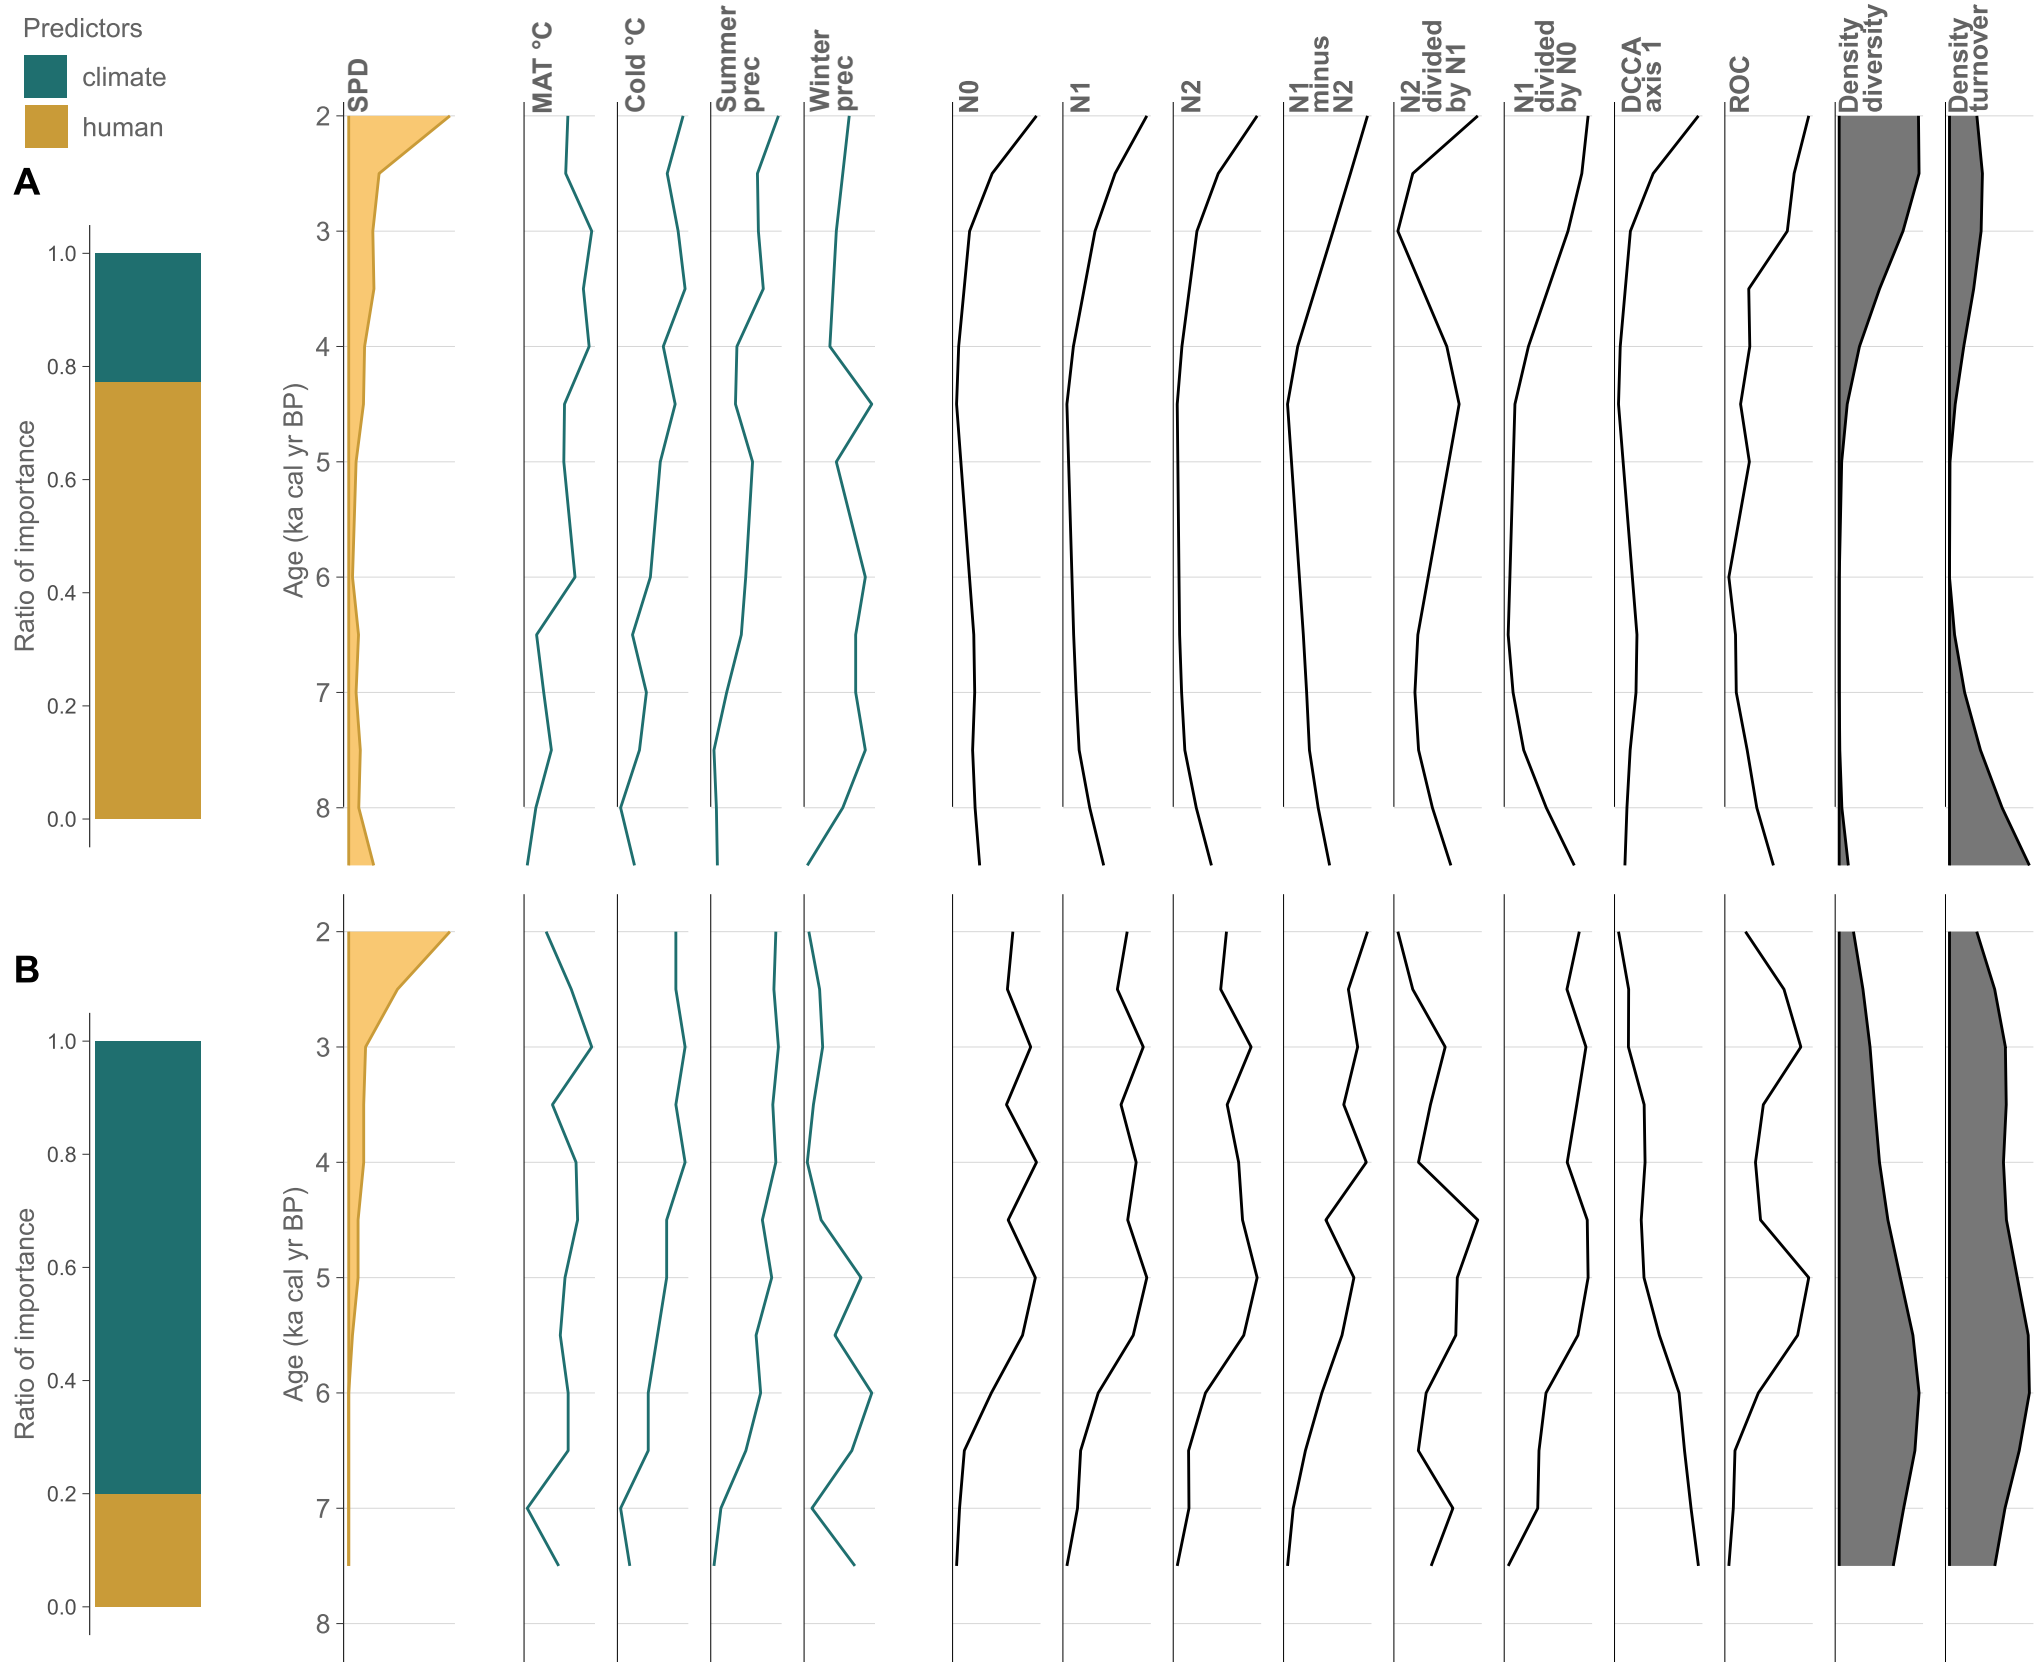 Predictors
climate
human
SPD
MAT °C
Cold °C
Summer
prec
Winter
prec
N0
N1
N2
N1
minus
N2
N2
divided
by N1
N1
divided
by N0
DCCA
axis 1
ROC
Density
diversity
Density
turnover
A
Ratio of importance
1.0
0.8
0.6
0.4
0.2
0.0
Age (ka cal yr BP)
2
3
4
5
6
7
8
B
Ratio of importance
1.0
0.8
0.6
0.4
0.2
0.0
Age (ka cal yr BP)
2
3
4
5
6
7
8